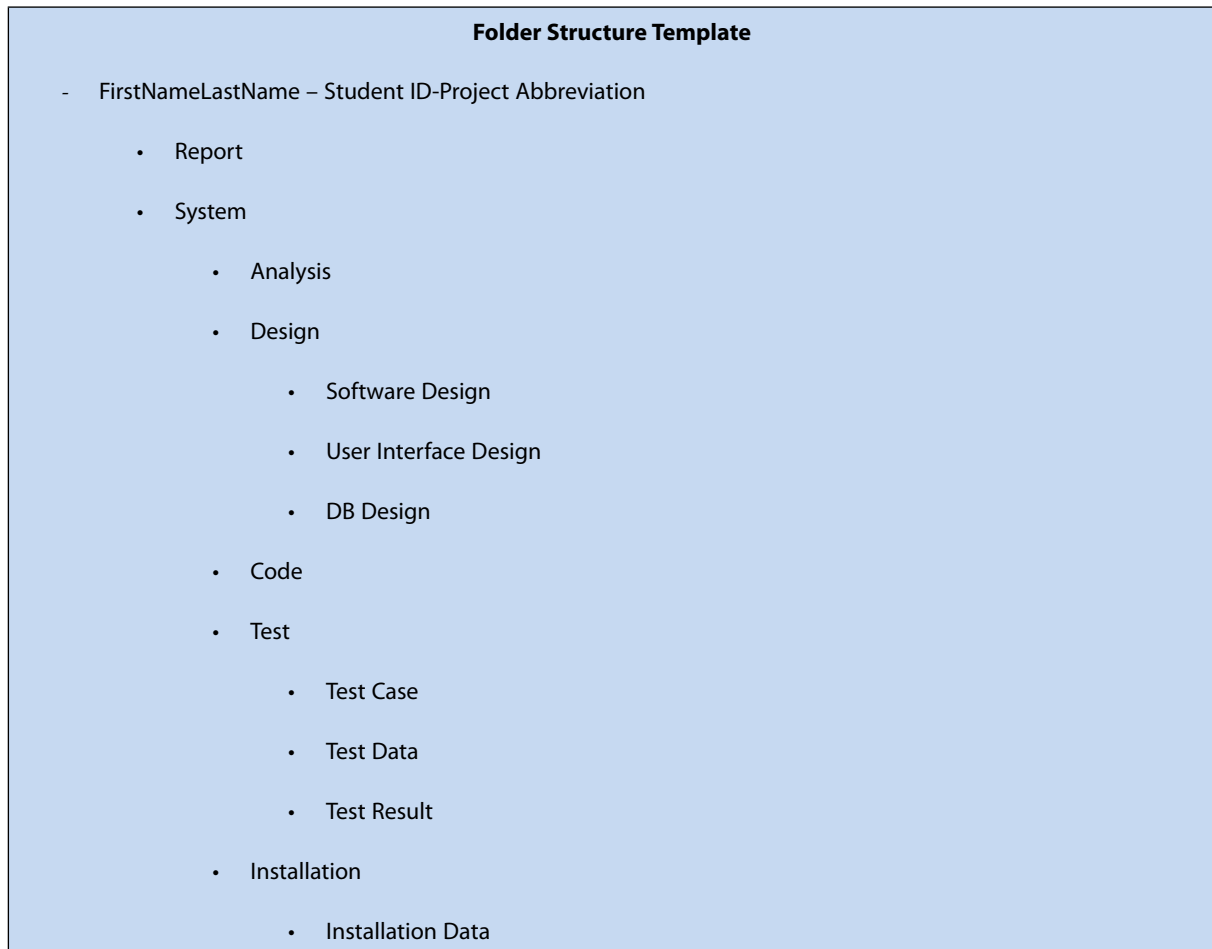 Folder Structure Template
- FirstNameLastName – Student ID-Project Abbreviation
• Report
• System
• Analysis
• Design
• Software Design
• User Interface Design
• DB Design
• Code
• Test
• Test Case
• Test Data
• Test Result
• Installation
• Installation Data